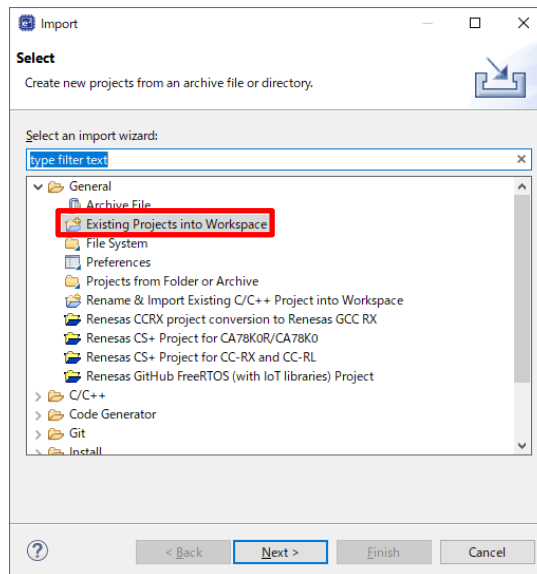 e²
Import
Select
Create new projects from an archive file or directory.
Select an import wizard:
type filter text
General
Archive File
Existing Projects into Workspace
File System
Preferences
Projects from Folder or Archive
Rename & Import Existing C/C++ Project into Workspace
Renesas CCRX project conversion to Renesas GCC RX
Renesas CS+ Project for CA78K0R/CA78K0
Renesas CS+ Project for CC-RX and CC-RL
Renesas GitHub FreeRTOS (with IoT libraries) Project
C/C++
Code Generator
Git
Install
? < Back Next > Finish Cancel